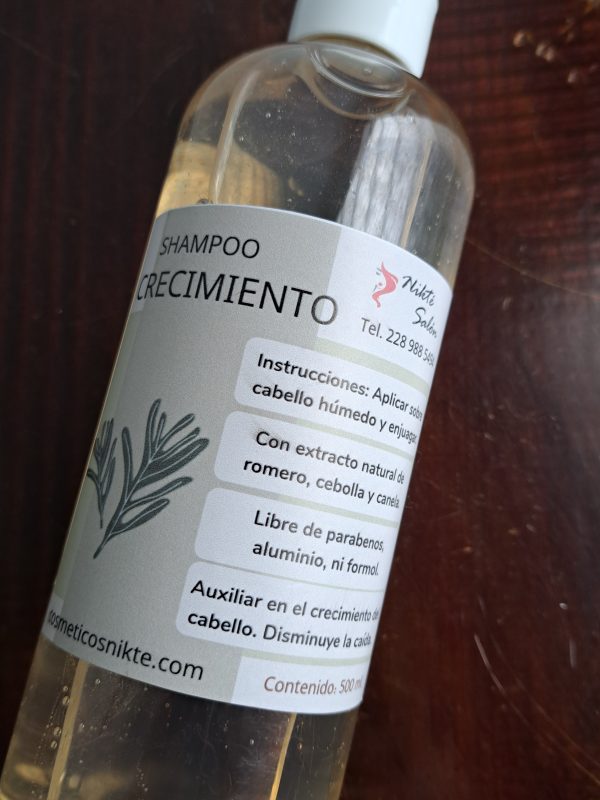 SHAMPOO
CRECIMIENTO
Nikté
Salón
Tel. 228 988
Instrucciones: Aplicar sobre
cabello húmedo y enjuagar.
Con extracto natural de
romero, cebolla y canela.
Libre de parabenos,
aluminio, ni formol.
Auxiliar en el crecimiento del
cabello. Disminuye la caída.
cosmeticosnikte.com
Contenido: 500 ml